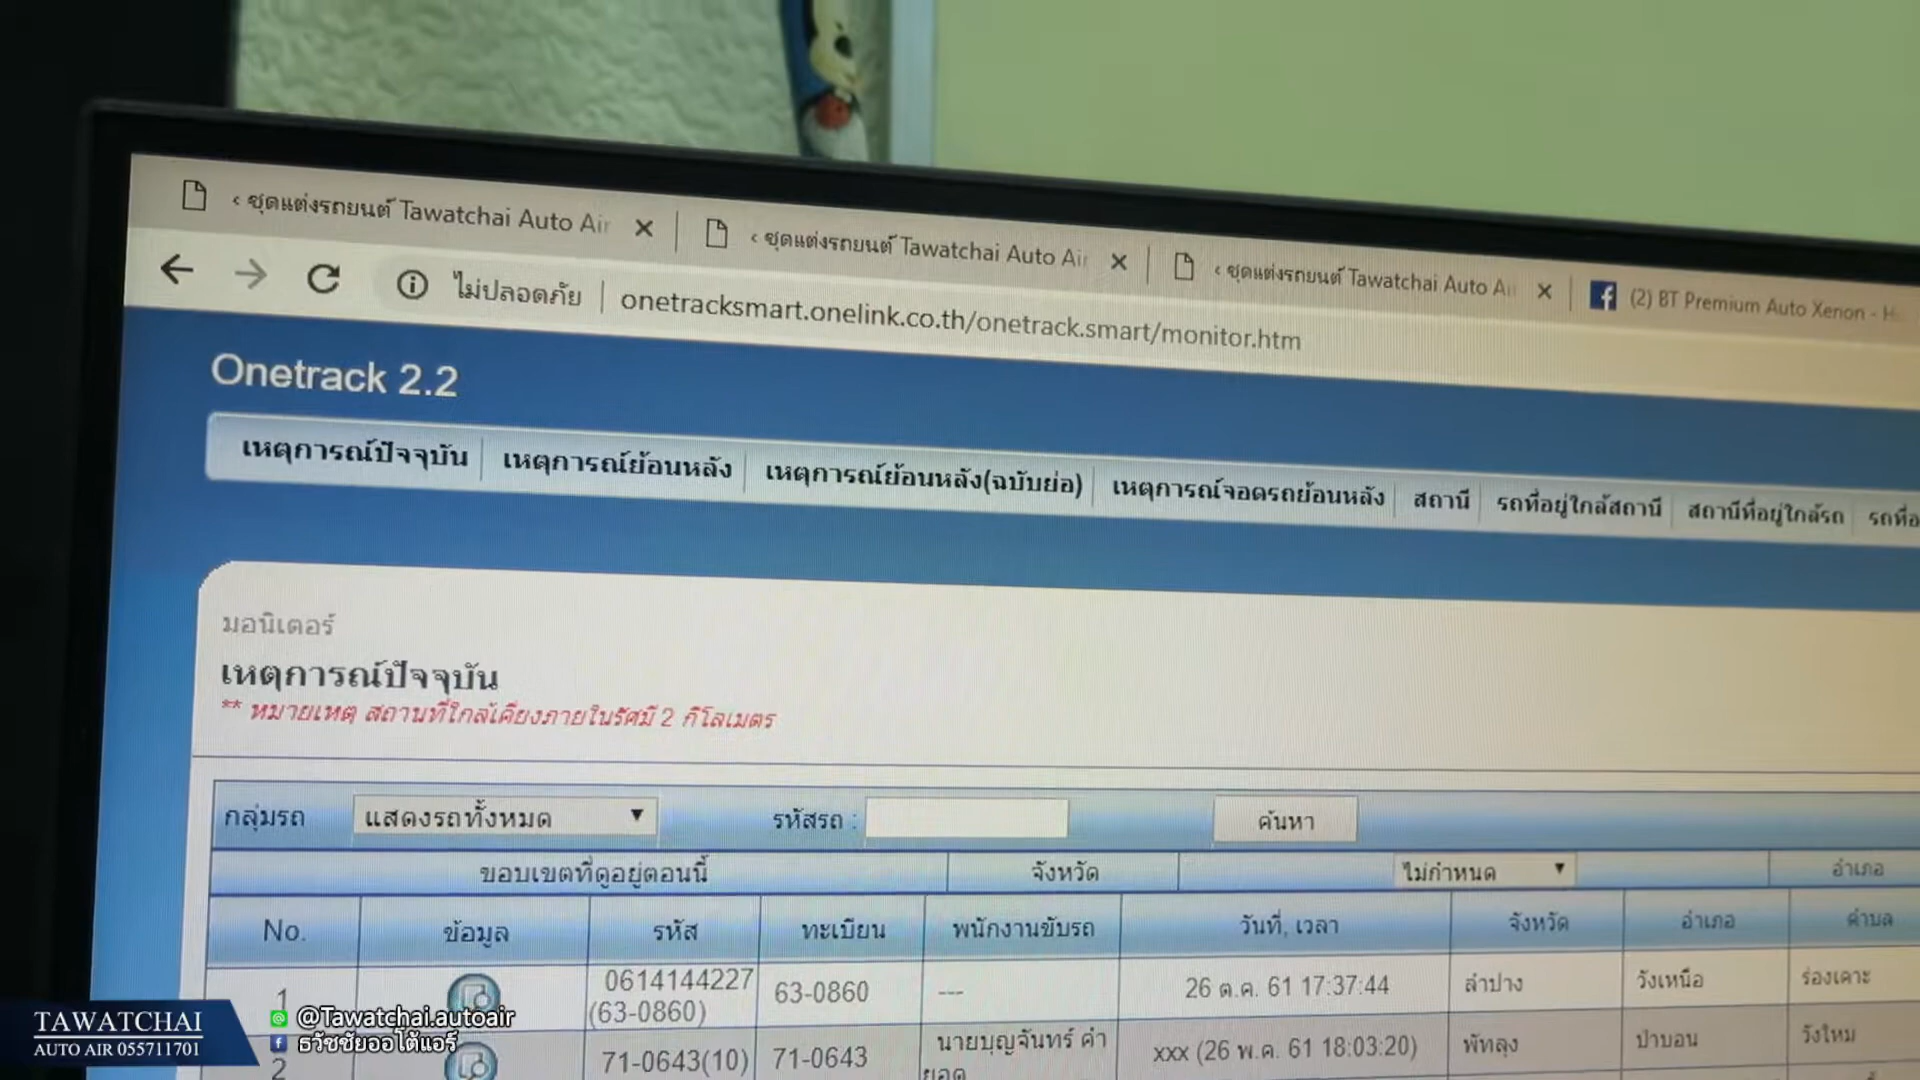 ‹ ชุดแต่งรถยนต์ Tawatchai Auto Air
‹ ชุดแต่งรถยนต์ Tawatchai Auto Air
‹ ชุดแต่งรถยนต์ Tawatchai Auto Ai
(2) BT Premium Auto Xenon - H
ไม่ปลอดภัย | onetracksmart.onelink.co.th/onetrack.smart/monitor.htm
Onetrack 2.2
เหตุการณ์ปัจจุบัน เหตุการณ์ย้อนหลัง เหตุการณ์ย้อนหลัง(ฉบับย่อ) เหตุการณ์จอดรถย้อนหลัง สถานี รถที่อยู่ใกล้สถานี สถานีที่อยู่ใกล้รถ รถที่อ
มอนิเตอร์
เหตุการณ์ปัจจุบัน
** หมายเหตุ สถานที่ใกล้เคียงภายในรัศมี 2 กิโลเมตร
กลุ่มรถ แสดงรถทั้งหมด รหัสรถ : ค้นหา
ขอบเขตที่ดูอยู่ตอนนี้ จังหวัด ไม่กำหนด อำเภอ
No. ข้อมูล รหัส ทะเบียน พนักงานขับรถ วันที่, เวลา จังหวัด อำเภอ ตำบล
1 0614144227 (63-0860) 63-0860 --- 26 ต.ค. 61 17:37:44 ลำปาง วังเหนือ ร่องเคาะ
2 71-0643(10) 71-0643 นายบุญจันทร์ คำ ยอด xxx (26 พ.ค. 61 18:03:20) พัทลุง ป่าบอน วังใหม่
TAWATCHAI
AUTO AIR 055711701
@Tawatchai.autoair
ธวัชชัยออโต้แอร์